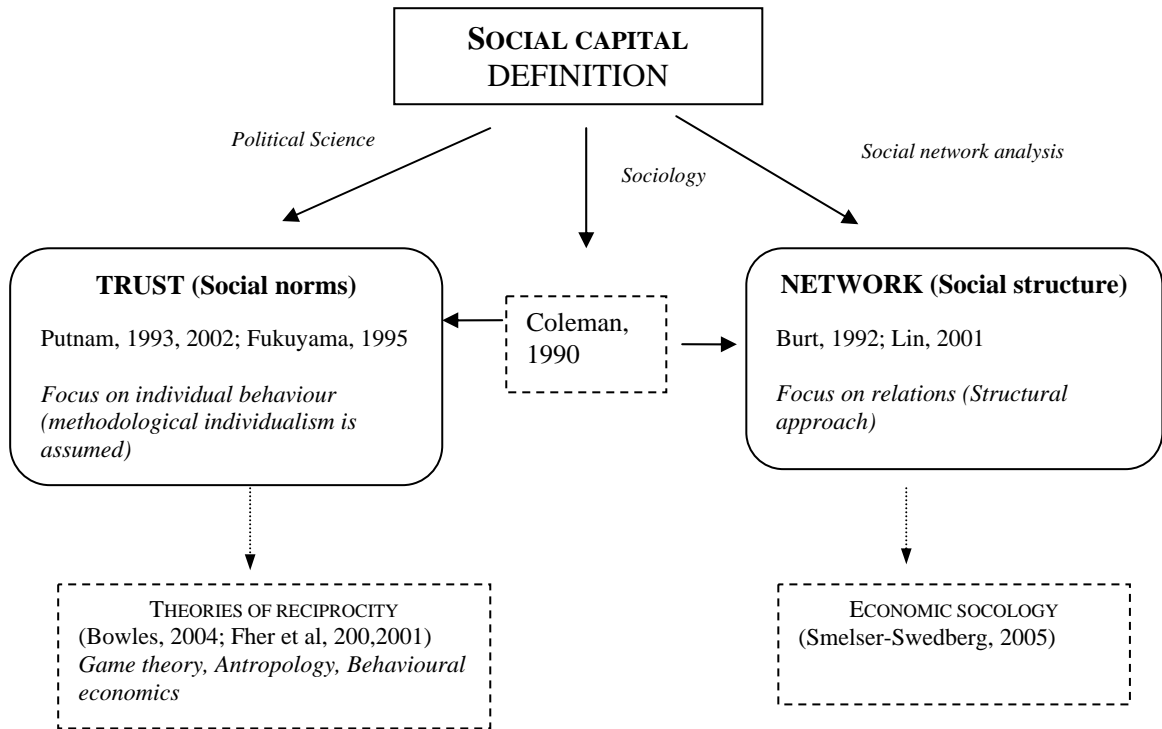 SOCIAL CAPITAL
DEFINITION
Political Science
Sociology
Social network analysis
TRUST (Social norms)
Putnam, 1993, 2002; Fukuyama, 1995
Focus on individual behaviour
(methodological individualism is
assumed)
Coleman,
1990
NETWORK (Social structure)
Burt, 1992; Lin, 2001
Focus on relations (Structural
approach)
THEORIES OF RECIPROCITY
(Bowles, 2004; Fher et al, 200,2001)
Game theory, Antropology, Behavioural
economics
ECONOMIC SOCOLOGY
(Smelser-Swedberg, 2005)